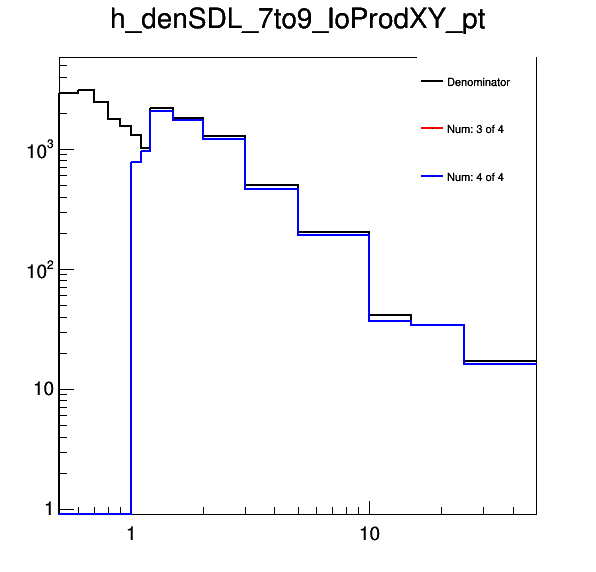 h_denSDL_7to9_loProdXY_pt
Denominator
Num: 3 of 4
Num: 4 of 4
10³
10²
10
1
1
10